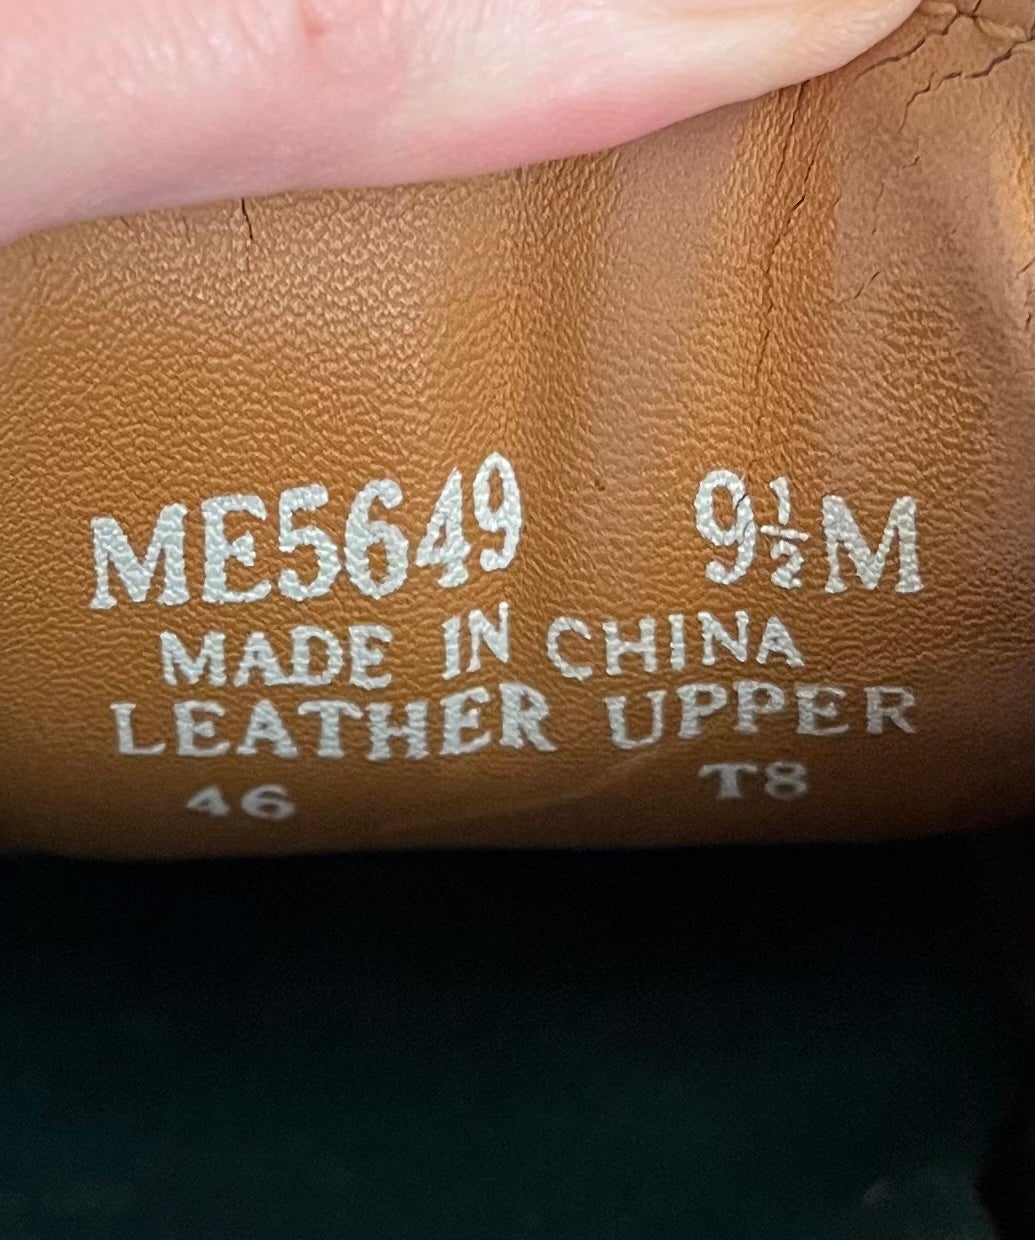 ME5649 9½M
MADE IN CHINA
LEATHER UPPER
46 T8